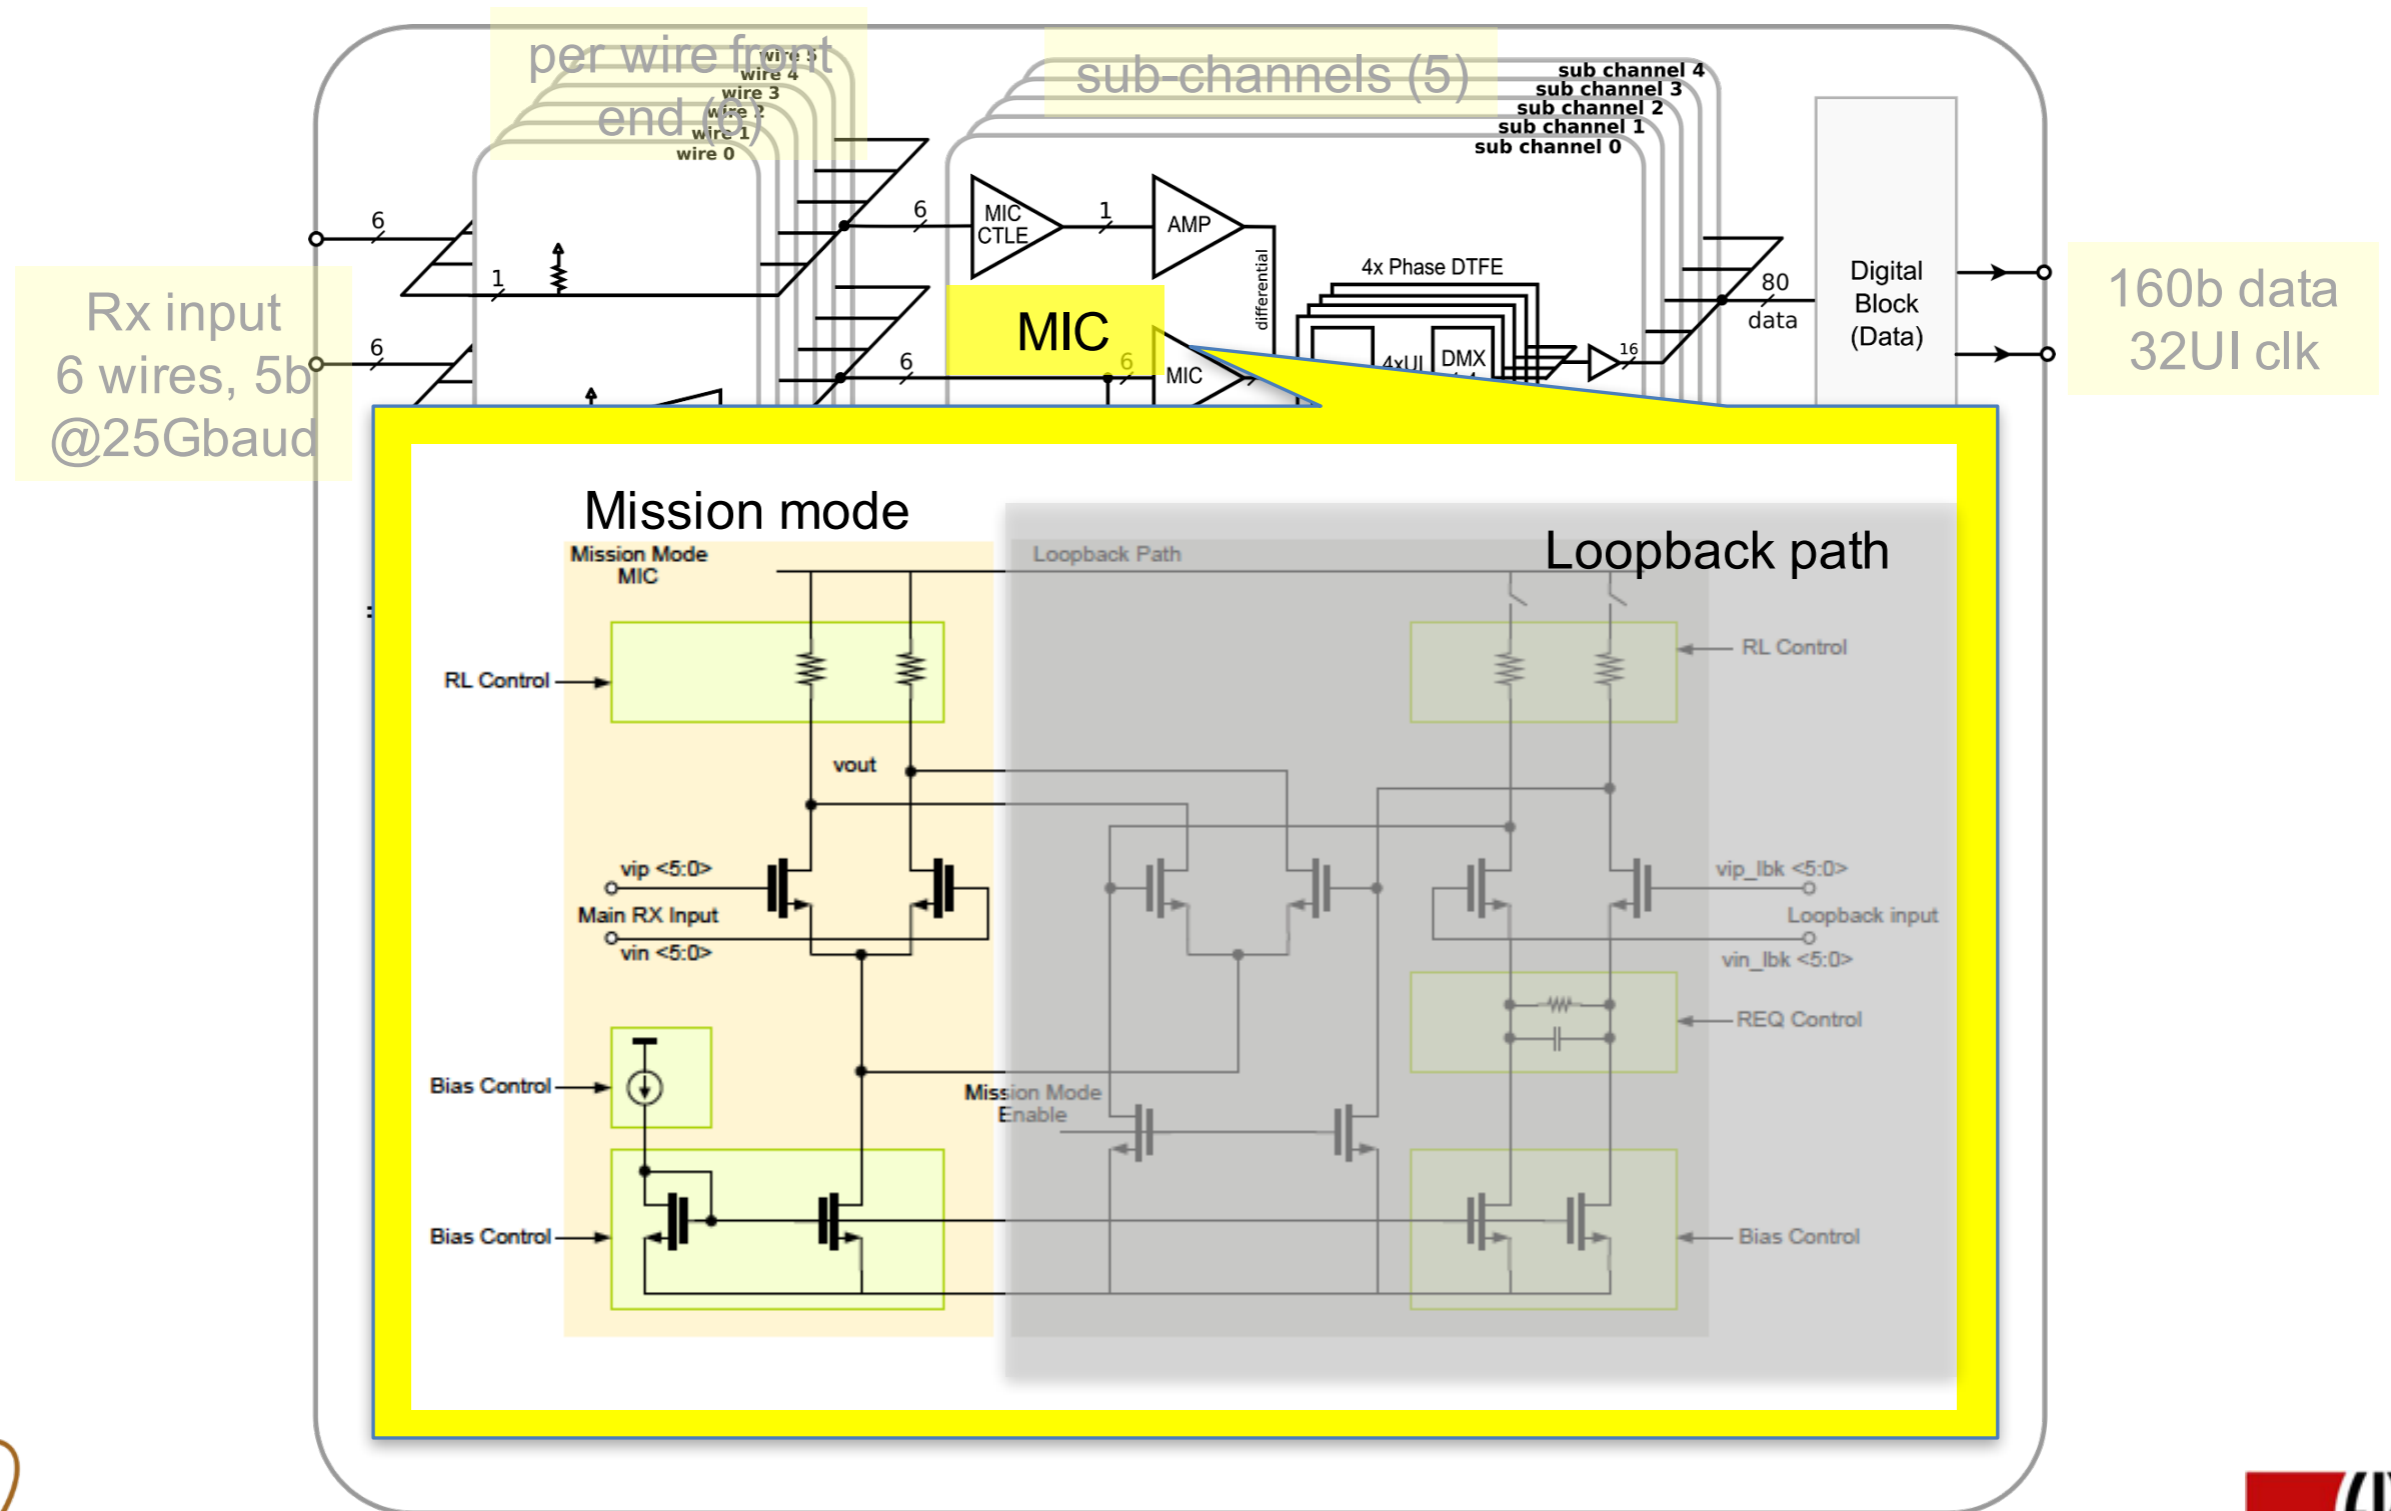 per wire front
end (6)
wire 5
wire 4
wire 3
wire 2
wire 1
wire 0
sub-channels (5)
sub channel 4
sub channel 3
sub channel 2
sub channel 1
sub channel 0
6
1
6
MIC
CTLE
1
AMP
differential
4x Phase DTFE
80
data
Digital
Block
(Data)
160b data
32UI clk
Rx input
6 wires, 5b
@25Gbaud
6
6
MIC
6
MIC
4xUI
DMX
16
Mission mode
Loopback path
Mission Mode
MIC
Loopback Path
RL Control
RL Control
vout
vip <5:0>
Main RX Input
vin <5:0>
vip_lbk <5:0>
Loopback input
vin_lbk <5:0>
REQ Control
Bias Control
Mission Mode
Enable
Bias Control
Bias Control